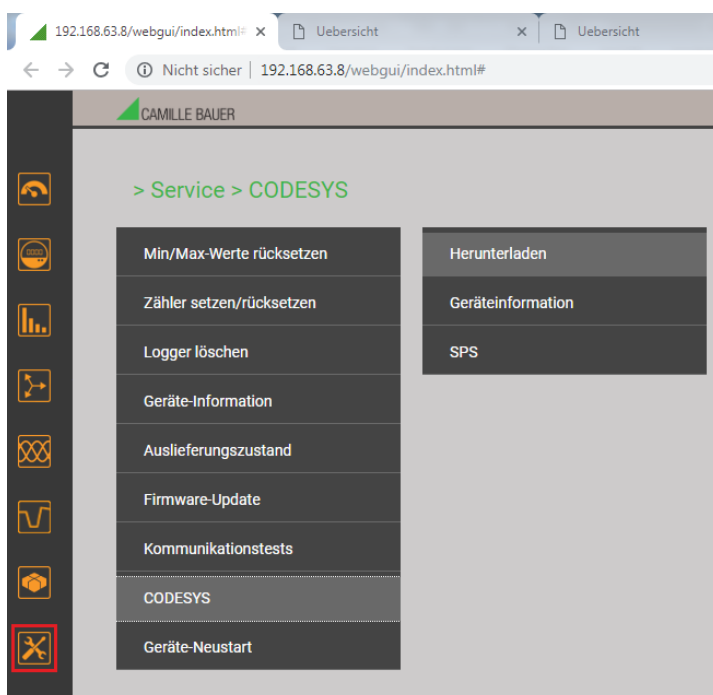 192.168.63.8/webgui/index.html#
Uebersicht
Uebersicht
Nicht sicher | 192.168.63.8/webgui/index.html#
CAMILLE BAUER
> Service > CODESYS
Min/Max-Werte rücksetzen
Zähler setzen/rücksetzen
Logger löschen
Geräte-Information
Auslieferungszustand
Firmware-Update
Kommunikationstests
CODESYS
Geräte-Neustart
Herunterladen
Geräteinformation
SPS